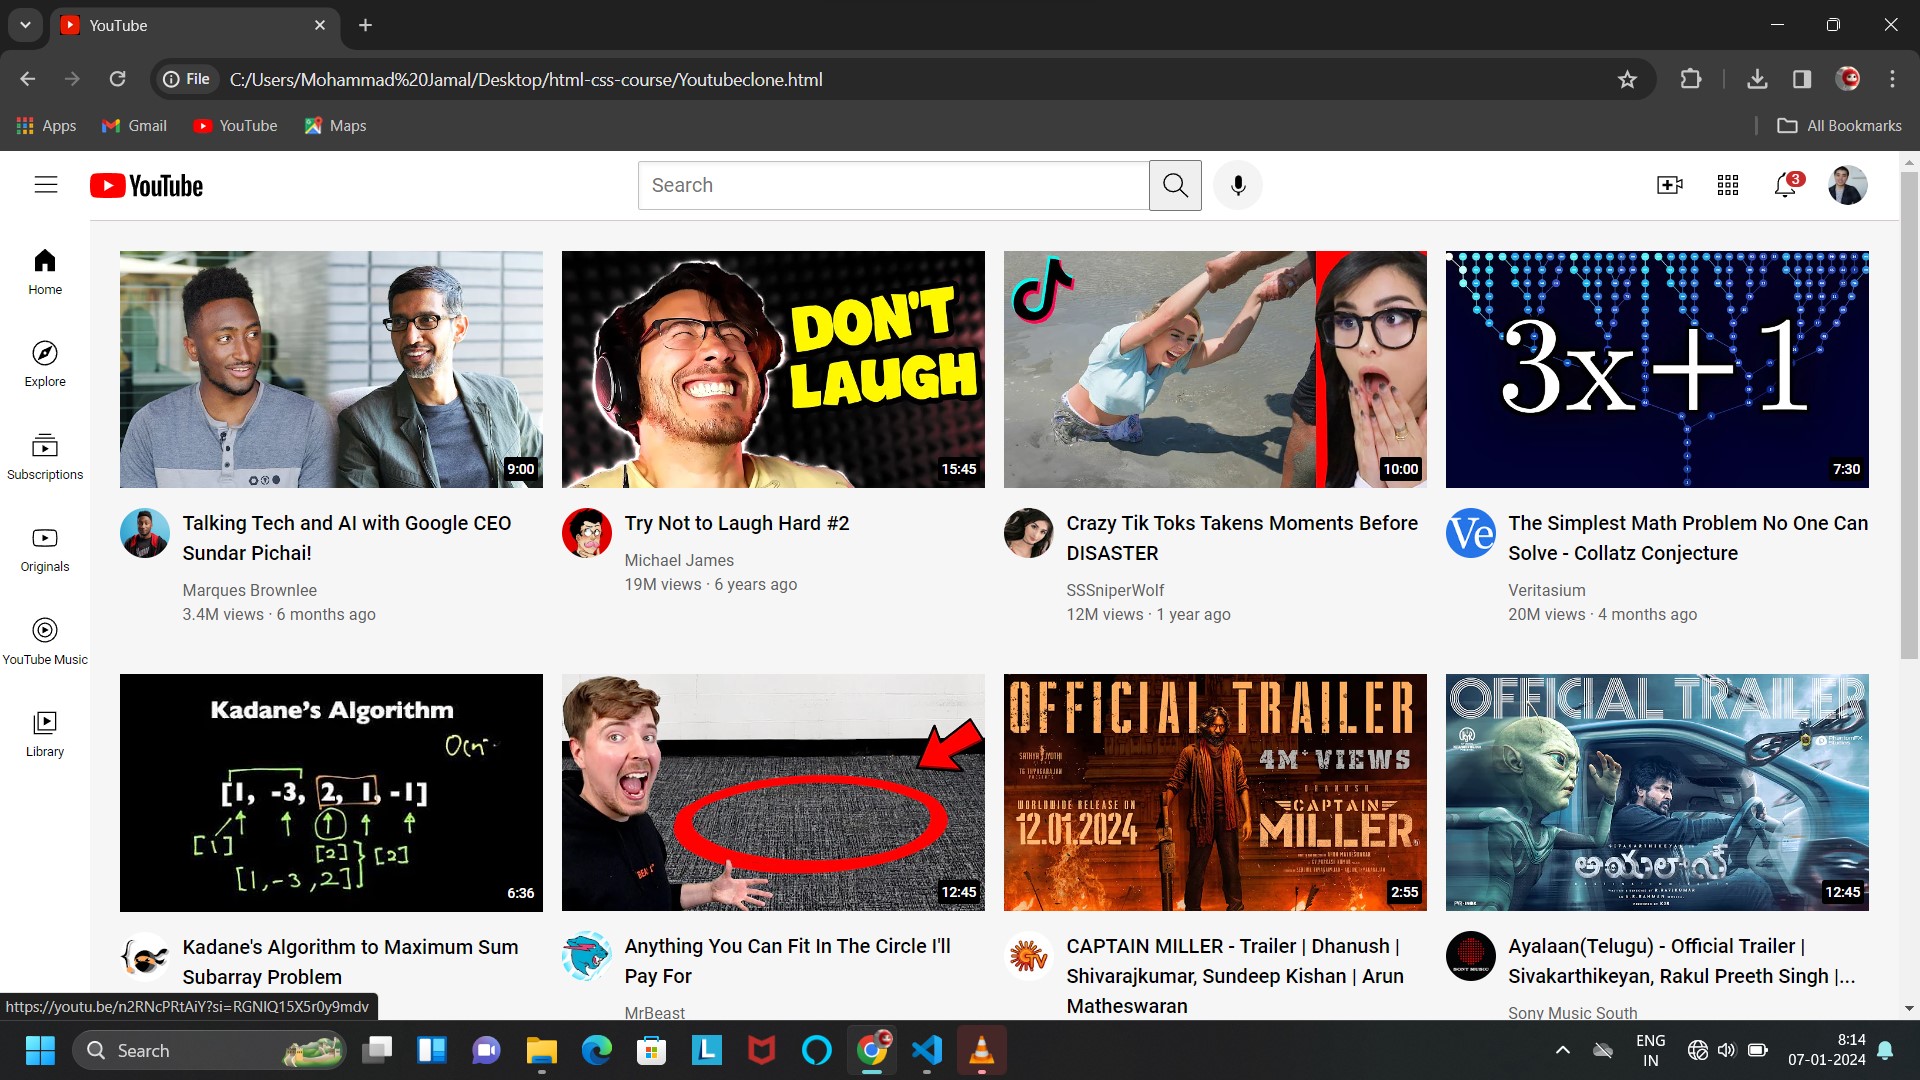 YouTube
File
C:/Users/Mohammad%20Jamal/Desktop/html-css-course/Youtubeclone.html
Apps
Gmail
YouTube
Maps
All Bookmarks
YouTube
Search
3
Home
Explore
Subscriptions
Originals
YouTube Music
Library
9:00
DON'T
LAUGH
15:45
10:00
3x+1
7:30
Talking Tech and AI with Google CEO
Sundar Pichai!
Marques Brownlee
3.4M views · 6 months ago
Try Not to Laugh Hard #2
Michael James
19M views · 6 years ago
Crazy Tik Toks Takens Moments Before
DISASTER
SSSniperWolf
12M views · 1 year ago
Ve
The Simplest Math Problem No One Can
Solve - Collatz Conjecture
Veritasium
20M views · 4 months ago
Kadane's Algorithm
[1, -3, 2, 1, -1]
[1]
[2]
[2]
[1,-3,2]
6:36
12:45
OFFICIAL TRAILER
4M+ VIEWS
DHANUSH
WORLDWIDE RELEASE ON
12.01.2024
CAPTAIN
MILLER
2:55
OFFICIAL TRAILER
SIVAKARTHIKEYAN
12:45
Kadane's Algorithm to Maximum Sum
Subarray Problem
Anything You Can Fit In The Circle I'll
Pay For
MrBeast
CAPTAIN MILLER - Trailer | Dhanush |
Shivarajkumar, Sundeep Kishan | Arun
Matheswaran
SONY MUSIC
Ayalaan(Telugu) - Official Trailer |
Sivakarthikeyan, Rakul Preeth Singh |...
Sony Music South
https://youtu.be/n2RNcPRtAiY?si=RGNIQ15X5r0y9mdv
Search
ENG
IN
8:14
07-01-2024